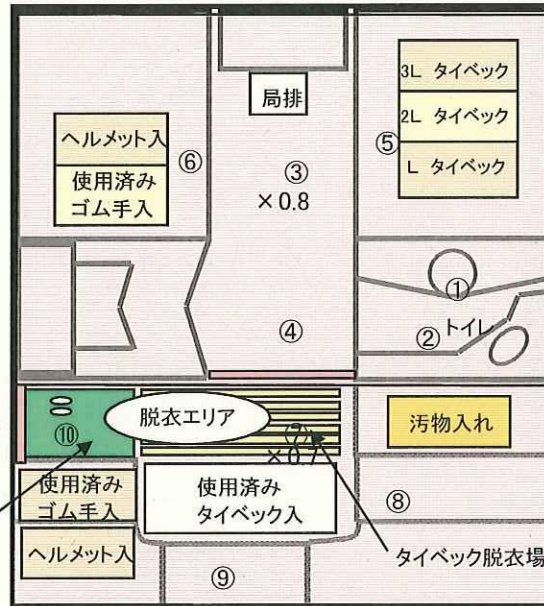 局排
3L タイベック
2L タイベック
L タイベック
⑤
ヘルメット入
使用済み
ゴム手入
⑥
③
×0.8
①
④
②
トイレ
⑩
脱衣エリア
⑦
×0.7
汚物入れ
使用済み
ゴム手入
使用済み
タイベック入
⑧
ヘルメット入
タイベック脱衣場
⑨